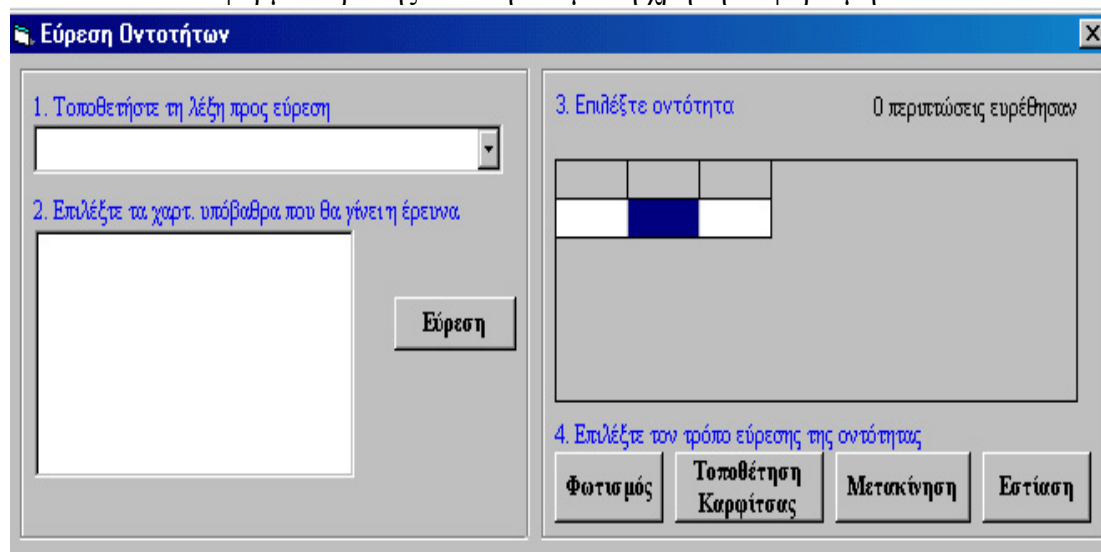 Εύρεση Οντοτήτων
1. Τοποθετήστε τη λέξη προς εύρεση
2. Επιλέξτε τα χαρτ. υπόβαθρα που θα γίνει η έρευνα
Εύρεση
3. Επιλέξτε οντότητα
0 περιπτώσεις ευρέθησαν
4. Επιλέξτε τον τρόπο εύρεσης της οντότητας
Φωτισμός
Τοποθέτηση
Καρφίτσας
Μετακίνηση
Εστίαση